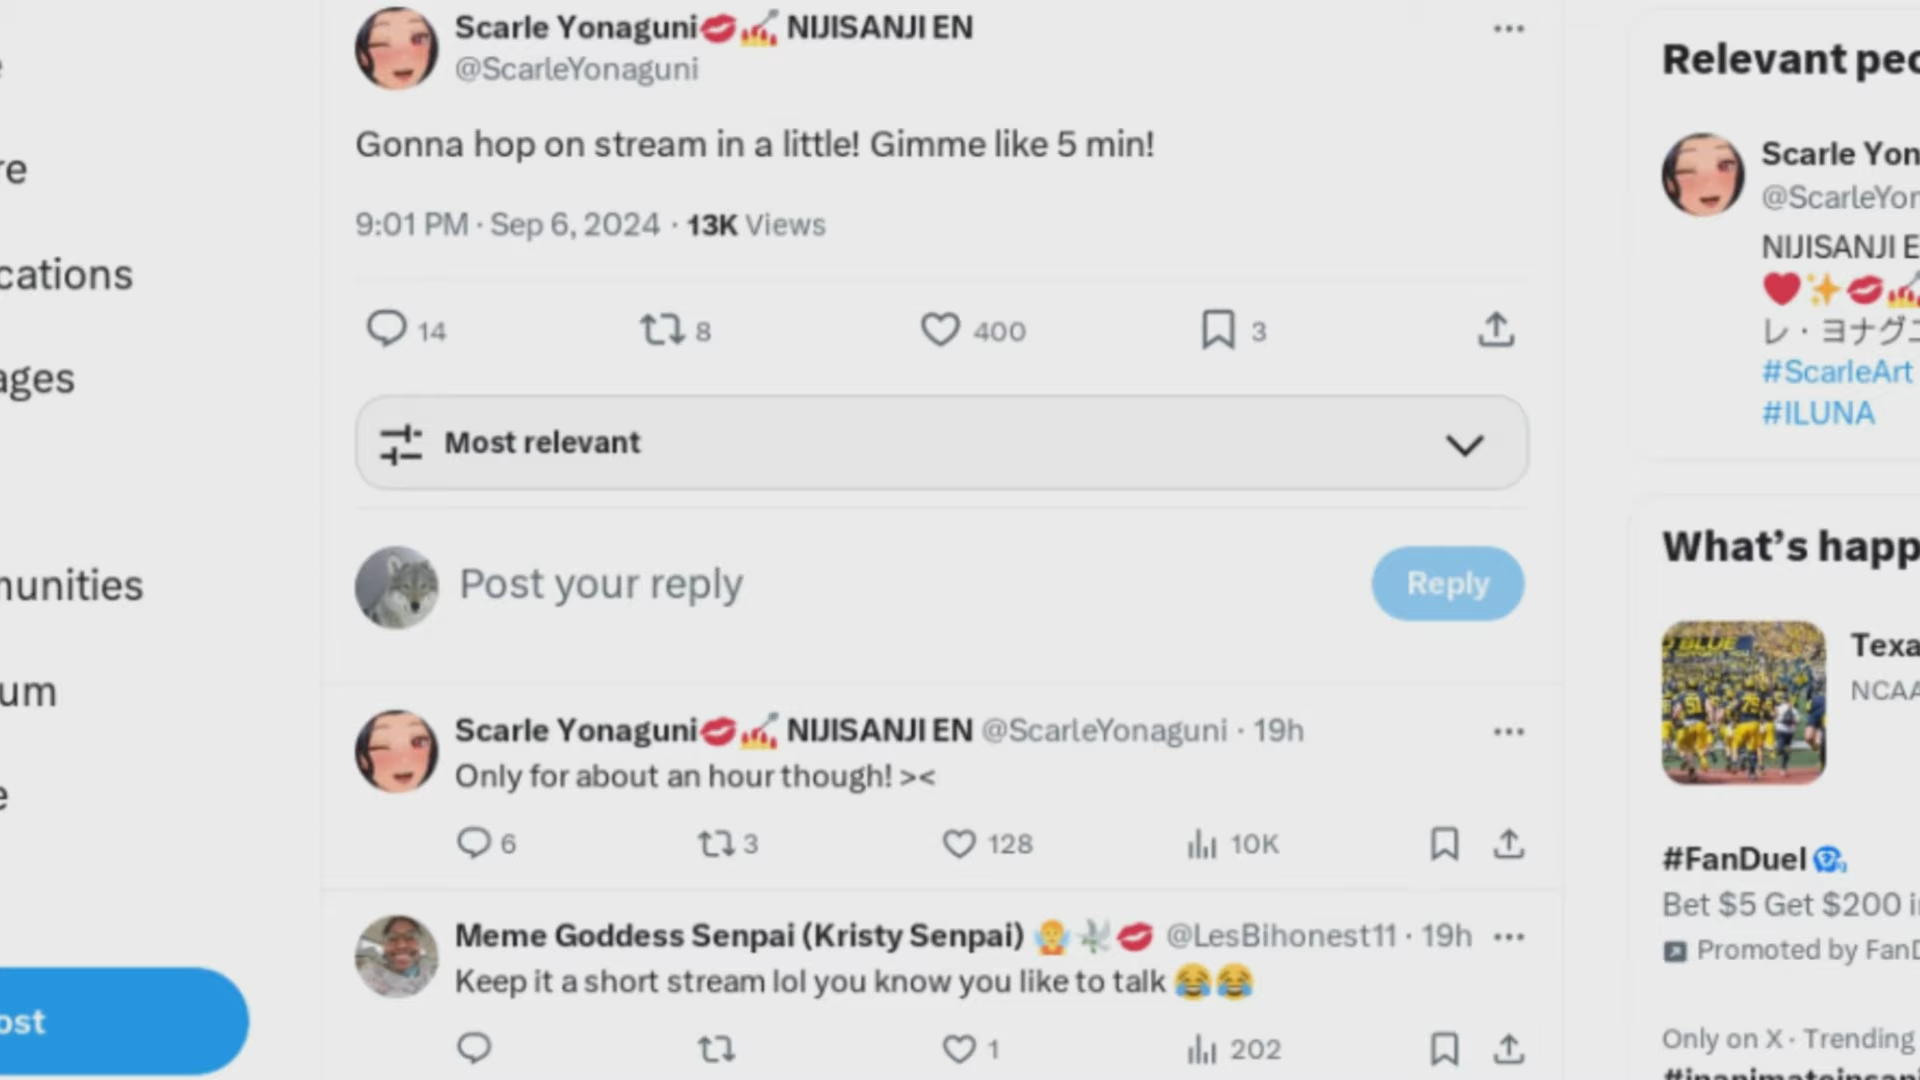 re
cations
ages
munities
um
ost
Scarle Yonaguni💋💅 NIJISANJI EN
@ScarleYonaguni
Gonna hop on stream in a little! Gimme like 5 min!
9:01 PM · Sep 6, 2024 · 13K Views
14 8 400 3
Most relevant
Post your reply
Reply
Scarle Yonaguni💋💅 NIJISANJI EN @ScarleYonaguni · 19h
Only for about an hour though! ><
6 3 128 10K
Meme Goddess Senpai (Kristy Senpai) @LesBihonest11 · 19h
Keep it a short stream lol you know you like to talk 😂😂
1 202
Relevant peo
Scarle Yon
@ScarleYon
NIJISANJI E
❤️✨💋💅
レ・ヨナグニ
#ScarleArt
#ILUNA
What's happ
GO BLUE
Texa
NCAA
#FanDuel
Bet $5 Get $200 i
Promoted by FanD
Only on X · Trending